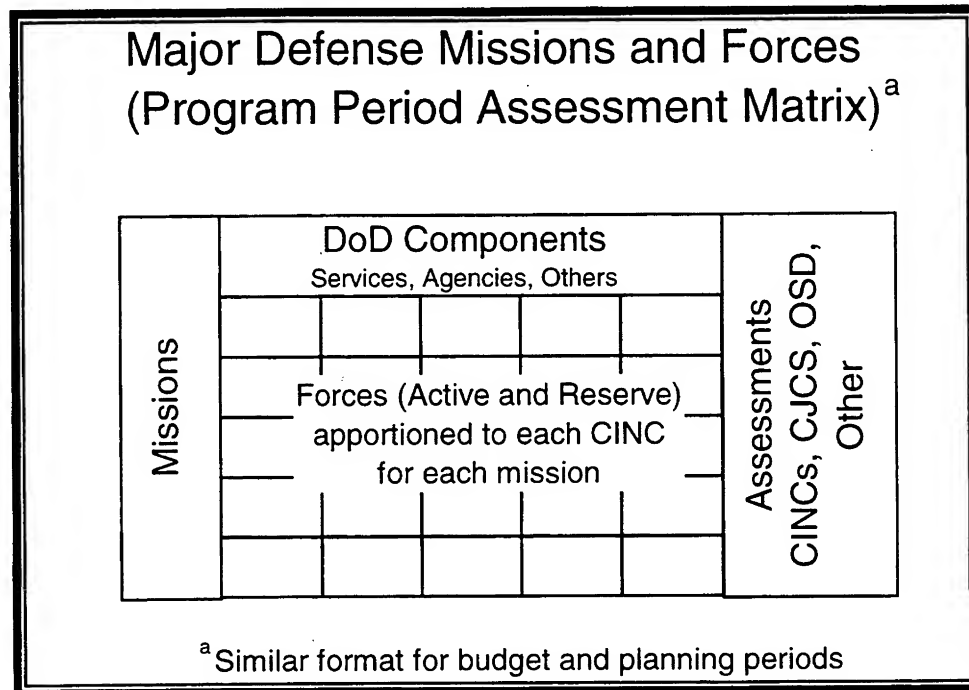 Major Defense Missions and Forces
(Program Period Assessment Matrix)a
Missions
DoD Components
Services, Agencies, Others
Forces (Active and Reserve)
apportioned to each CINC
for each mission
Assessments
CINCs, CJCS, OSD,
Other
a Similar format for budget and planning periods